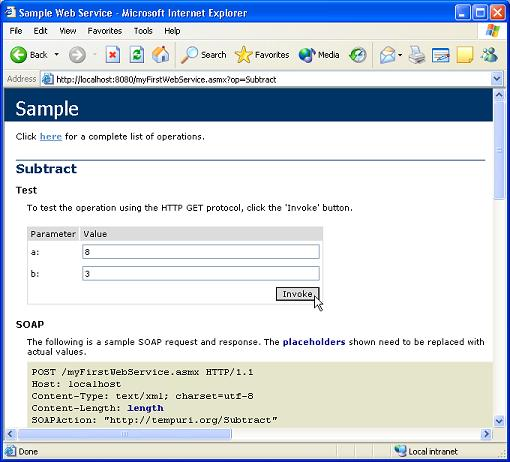 Sample Web Service - Microsoft Internet Explorer
File Edit View Favorites Tools Help
Back Search Favorites Media
Address http://localhost:8080/myFirstWebService.asmx?op=Subtract
Sample
Click here for a complete list of operations.
Subtract
Test
To test the operation using the HTTP GET protocol, click the 'Invoke' button.
Parameter Value
a: 8
b: 3
Invoke
SOAP
The following is a sample SOAP request and response. The placeholders shown need to be replaced with
actual values.
POST /myFirstWebService.asmx HTTP/1.1
Host: localhost
Content-Type: text/xml; charset=utf-8
Content-Length: length
SOAPAction: "http://tempuri.org/Subtract"
Done Local intranet